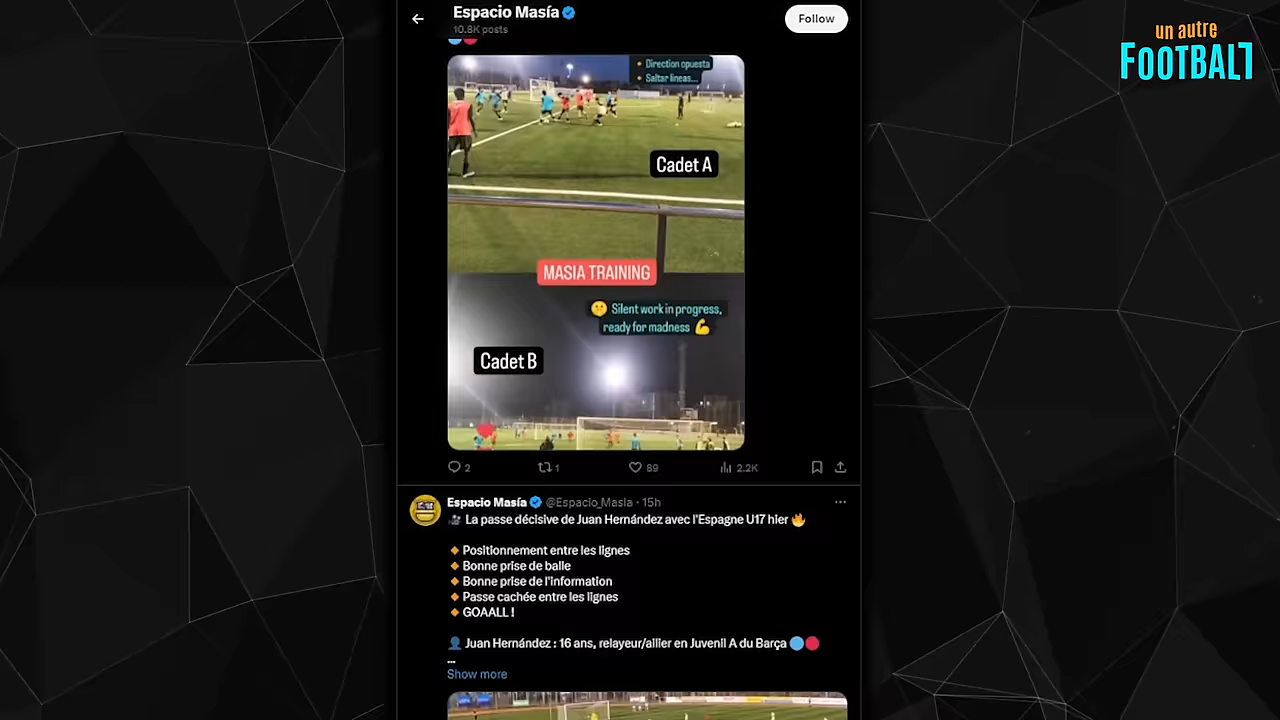 Espacio Masía
10.8K posts
Follow
un autre
FOOTBALL
• Direction opuesta
• Saltar lineas...
Cadet A
MASIA TRAINING
🤫 Silent work in progress,
ready for madness 💪
Cadet B
2
1
89
2.2K
Espacio Masía @Espacio_Masia · 15h
🎥 La passe décisive de Juan Hernández avec l'Espagne U17 hier 🔥
🔸 Positionnement entre les lignes
🔸 Bonne prise de balle
🔸 Bonne prise de l'information
🔸 Passe cachée entre les lignes
🔸 GOAALL !
👤 Juan Hernández : 16 ans, relayeur/ailier en Juvenil A du Barça 🔵🔴
...
Show more